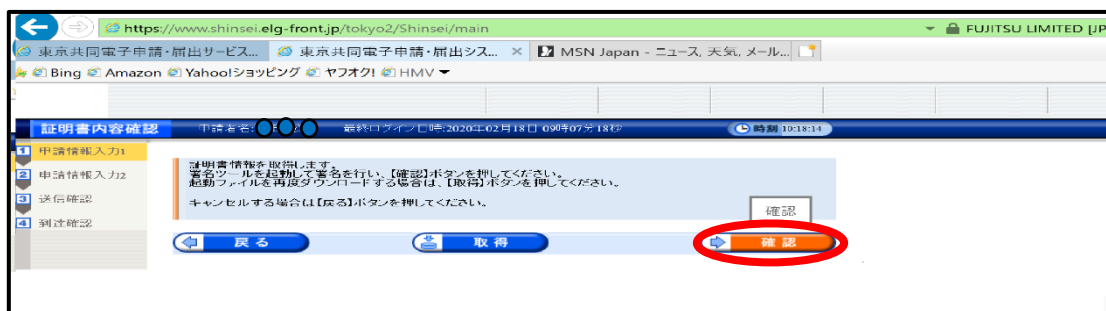 https://www.shinsei.elg-front.jp/tokyo2/Shinsei/main
FUJITSU LIMITED [JP
東京共同電子申請・届出サービス...
東京共同電子申請・届出シス...
MSN Japan - ニュース, 天気, メール...
Bing Amazon Yahoo!ショッピング ヤフオク! HMV
証明書内容確認
申請者名:
最終ログイン日時:2020年02月18日 09時07分18秒
時刻 10:18:14
1 申請情報入力1
2 申請情報入力2
3 送信確認
4 到達確認
証明書情報を取得します。
署名ツールを起動して署名を行い、【確認】ボタンを押してください。
起動ファイルを再度ダウンロードする場合は、【取得】ボタンを押してください。
キャンセルする場合は【戻る】ボタンを押してください。
確認
戻る
取得
確認